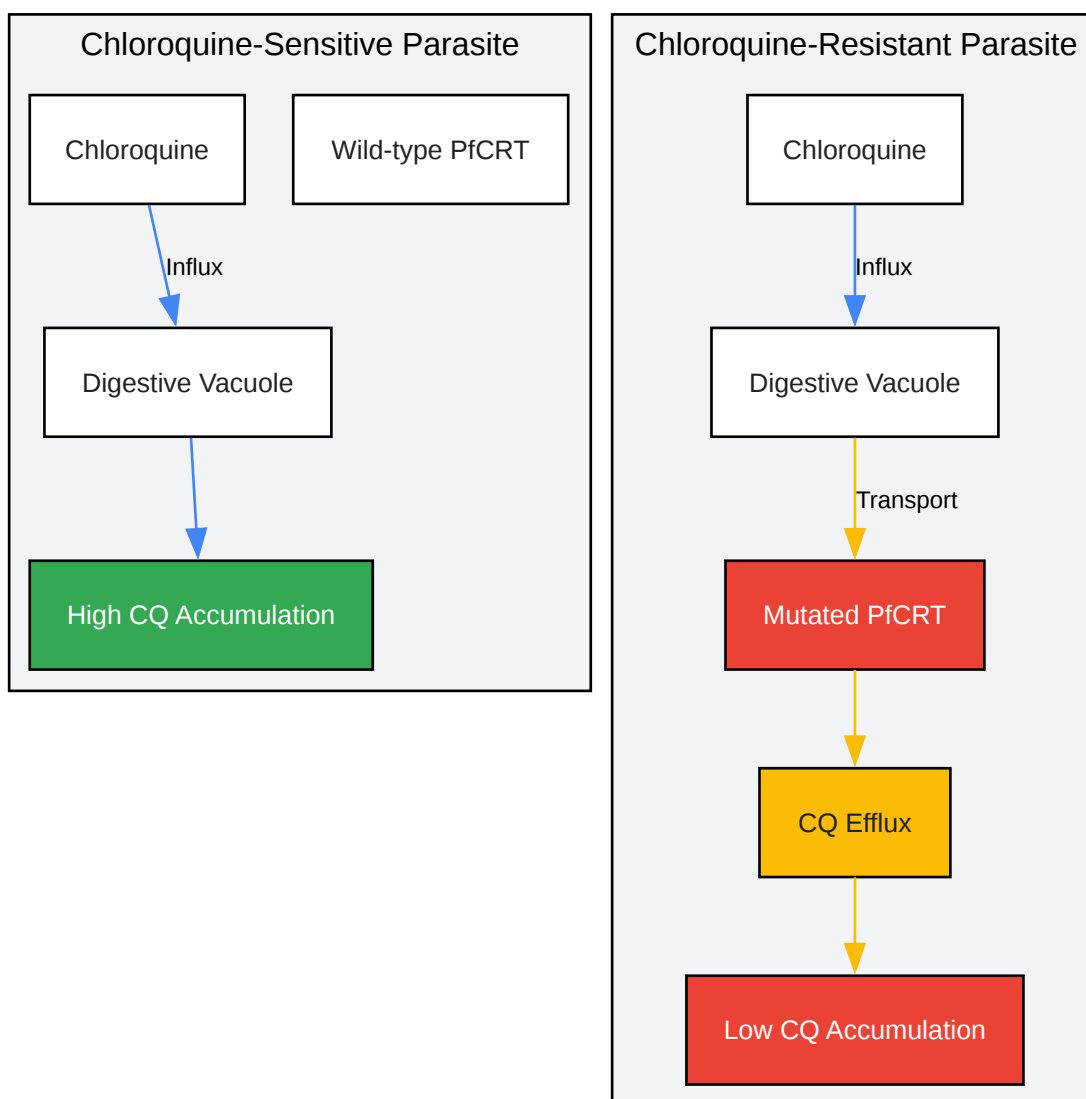 Chloroquine-Sensitive Parasite
Chloroquine
Wild-type PfCRT
Influx
Digestive Vacuole
High CQ Accumulation
Chloroquine-Resistant Parasite
Chloroquine
Influx
Digestive Vacuole
Transport
Mutated PfCRT
CQ Efflux
Low CQ Accumulation